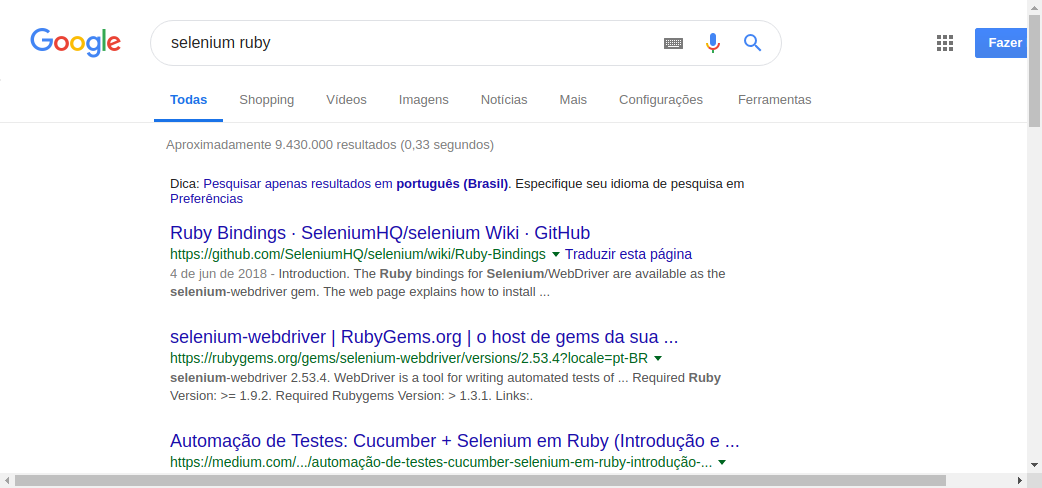 Google
selenium ruby
Fazer
Todas Shopping Vídeos Imagens Notícias Mais Configurações Ferramentas
Aproximadamente 9.430.000 resultados (0,33 segundos)
Dica: Pesquisar apenas resultados em português (Brasil). Especifique seu idioma de pesquisa em
Preferências
Ruby Bindings · SeleniumHQ/selenium Wiki · GitHub
https://github.com/SeleniumHQ/selenium/wiki/Ruby-Bindings Traduzir esta página
4 de jun de 2018 - Introduction. The Ruby bindings for Selenium/WebDriver are available as the
selenium-webdriver gem. The web page explains how to install ...
selenium-webdriver | RubyGems.org | o host de gems da sua ...
https://rubygems.org/gems/selenium-webdriver/versions/2.53.4?locale=pt-BR
selenium-webdriver 2.53.4. WebDriver is a tool for writing automated tests of ... Required Ruby
Version: >= 1.9.2. Required Rubygems Version: > 1.3.1. Links:.
Automação de Testes: Cucumber + Selenium em Ruby (Introdução e ...
https://medium.com/.../automação-de-testes-cucumber-selenium-em-ruby-introdução-...